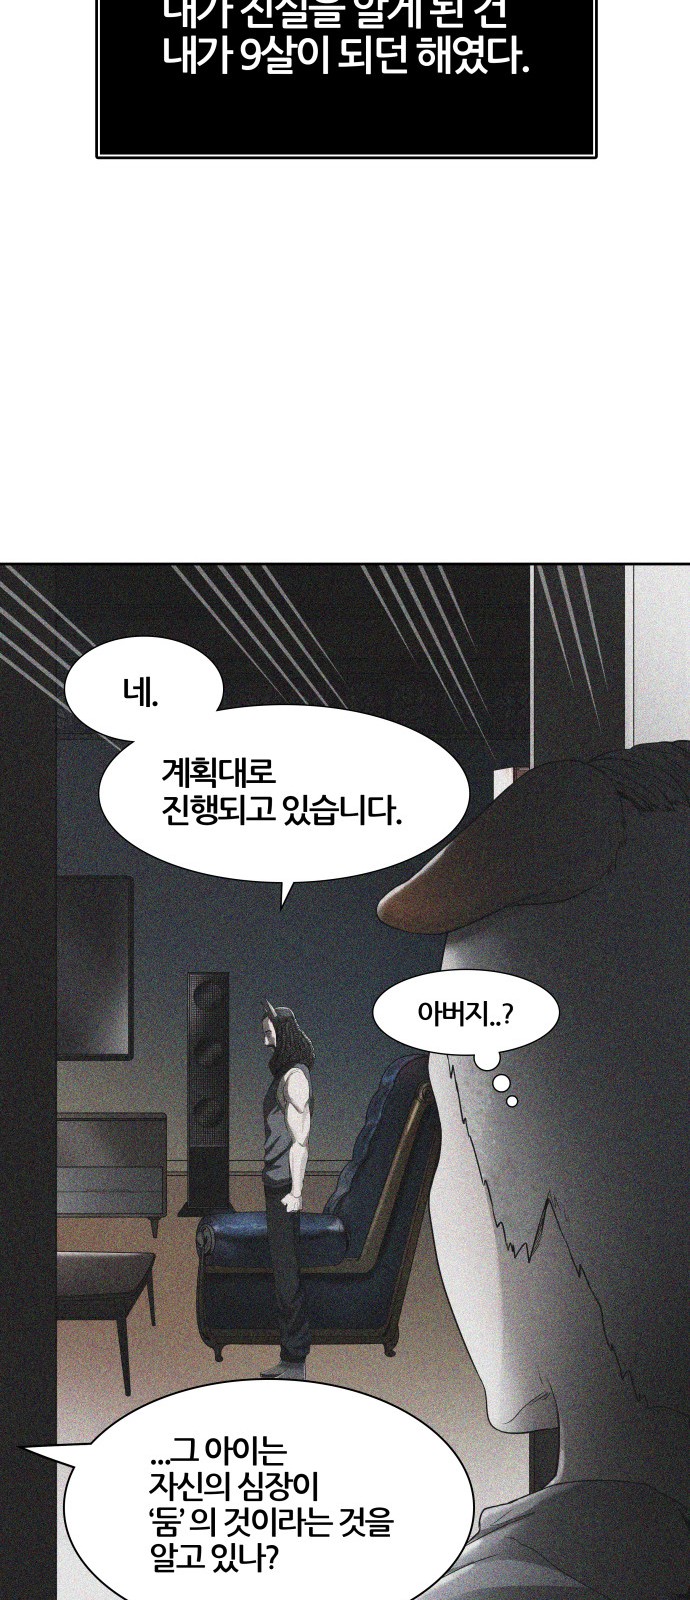 내가 진실을 알게 된 건
내가 9살이 되던 해였다.
네.
계획대로
진행되고 있습니다.
아버지..?
...그 아이는
자신의 심장이
‘둠’의 것이라는 것을
알고 있나?